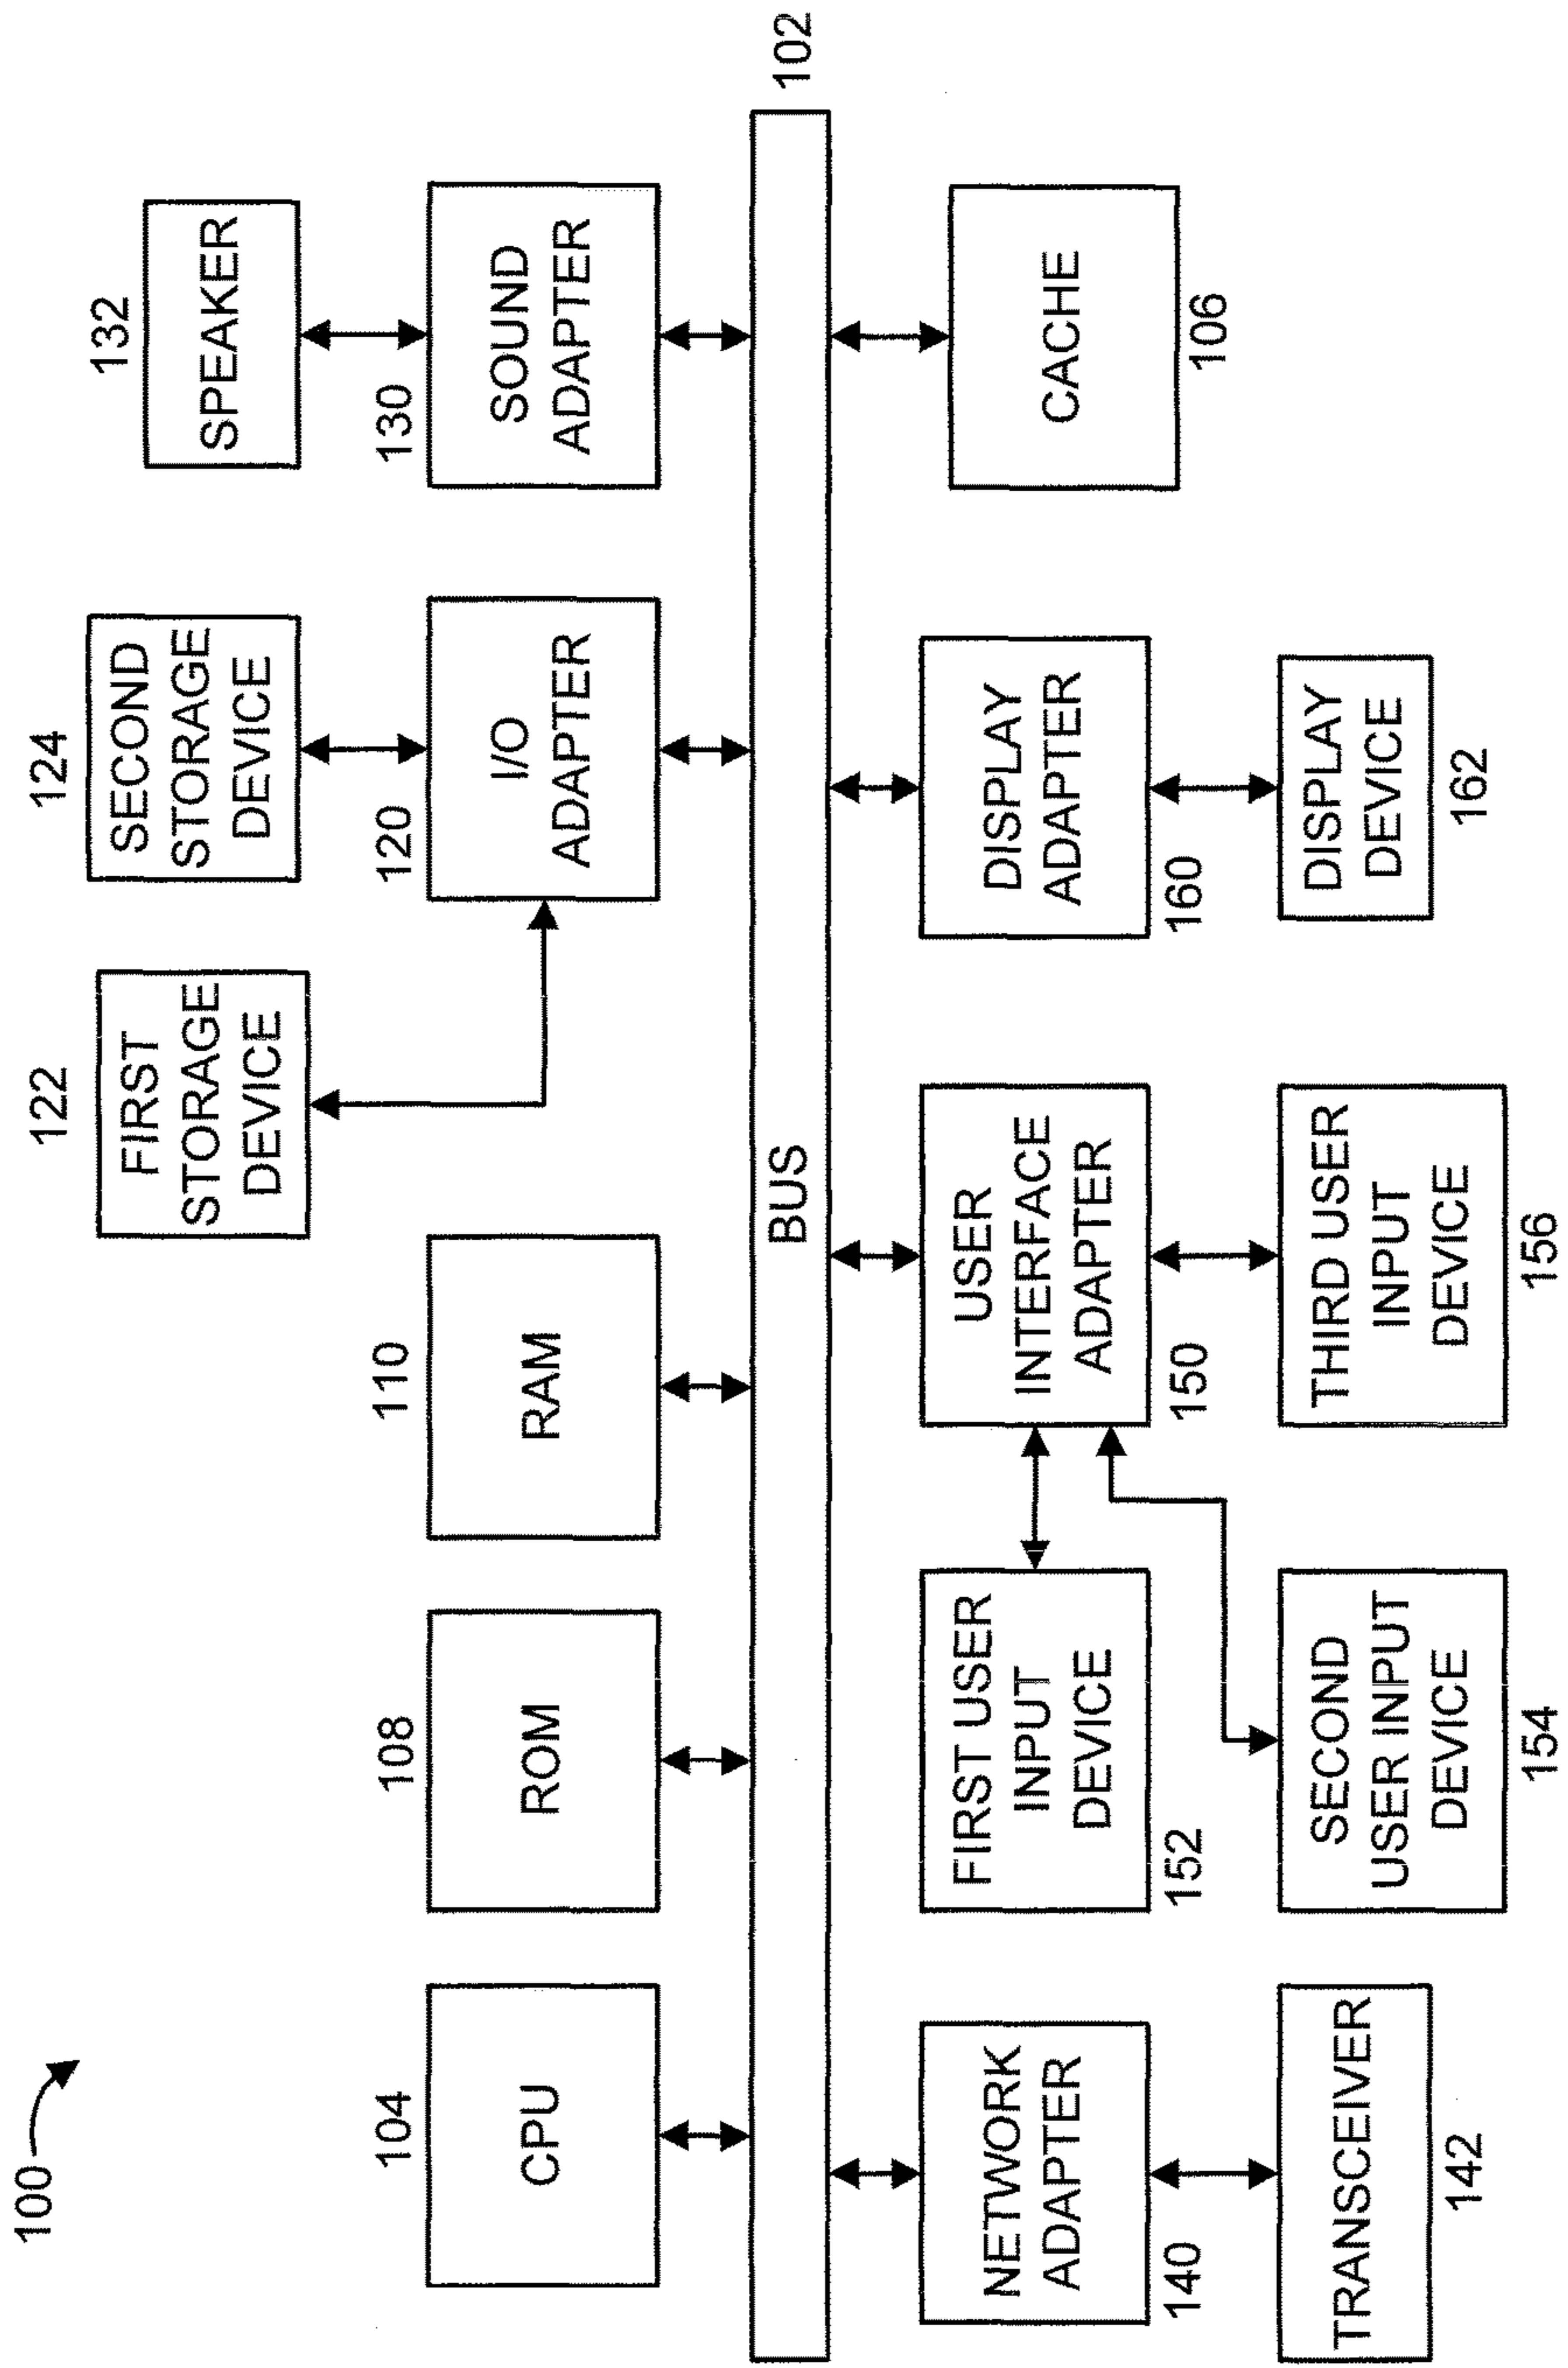 100
104
CPU
108
ROM
110
RAM
122
FIRST
STORAGE
DEVICE
124
SECOND
STORAGE
DEVICE
120
I/O
ADAPTER
132
SPEAKER
130
SOUND
ADAPTER
BUS
102
NETWORK
ADAPTER
140
TRANSCEIVER
142
FIRST USER
INPUT
DEVICE
152
SECOND
USER INPUT
DEVICE
154
USER
INTERFACE
ADAPTER
150
THIRD USER
INPUT
DEVICE
156
DISPLAY
ADAPTER
160
DISPLAY
DEVICE
162
CACHE
106